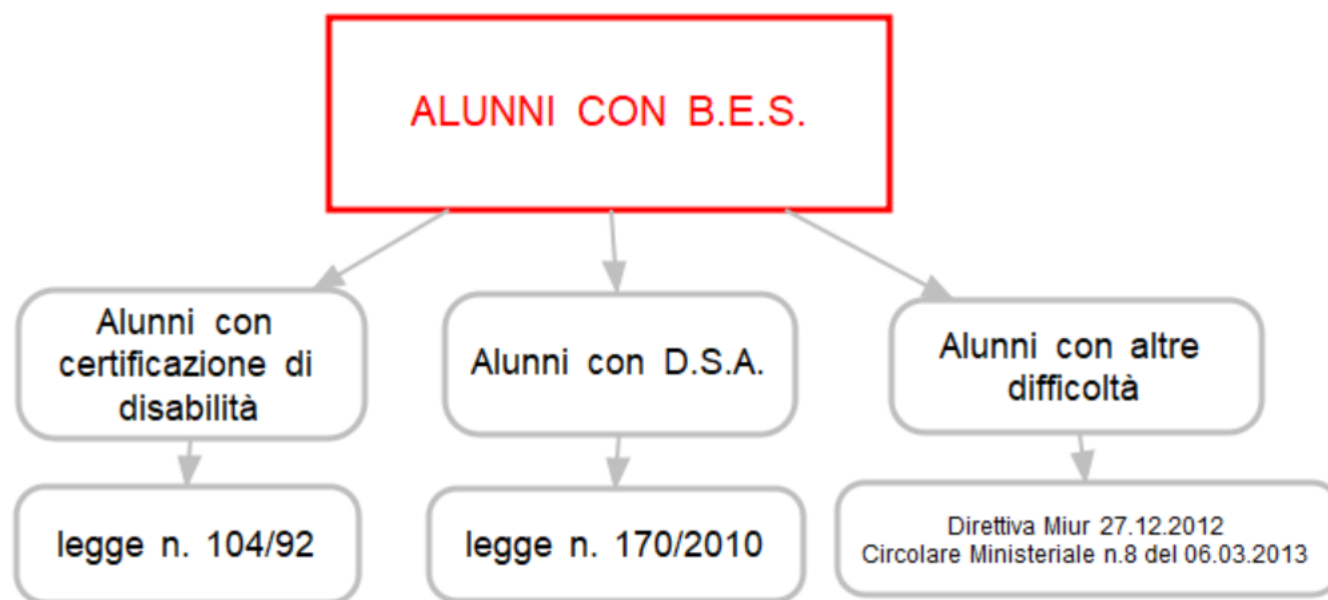 ALUNNI CON B.E.S.
Alunni con
certificazione di
disabilità
Alunni con D.S.A.
Alunni con altre
difficoltà
legge n. 104/92
legge n. 170/2010
Direttiva Miur 27.12.2012
Circolare Ministeriale n.8 del 06.03.2013